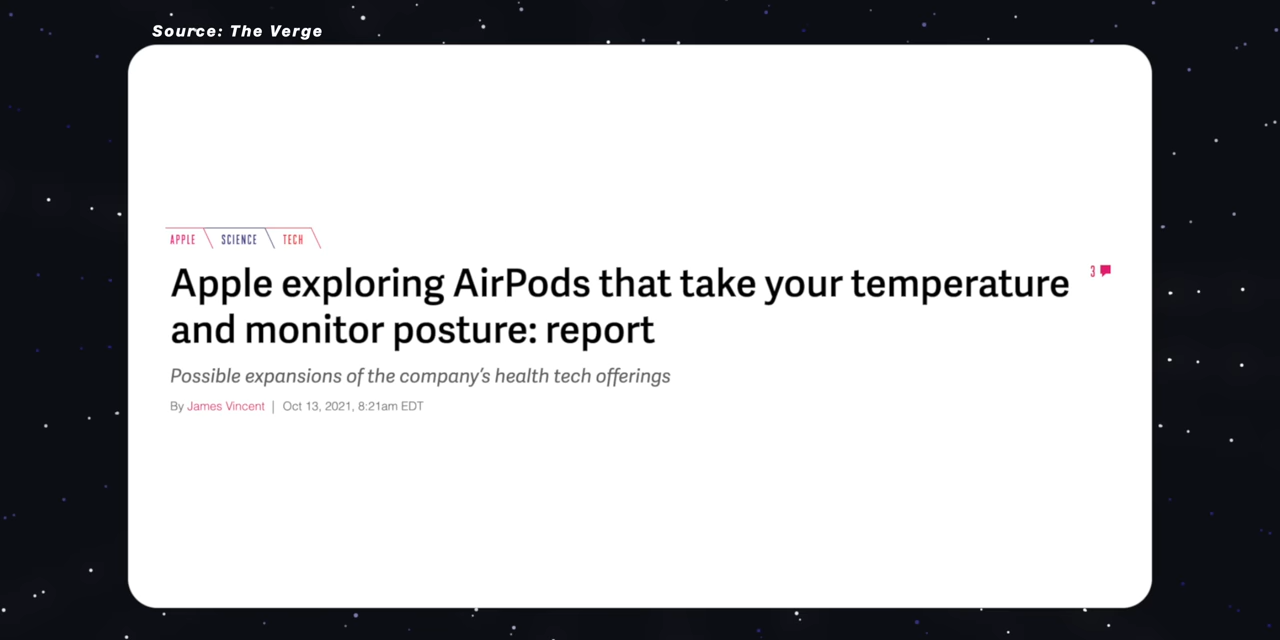 Source: The Verge
APPLE SCIENCE TECH
Apple exploring AirPods that take your temperature
and monitor posture: report
3
Possible expansions of the company’s health tech offerings
By James Vincent | Oct 13, 2021, 8:21am EDT